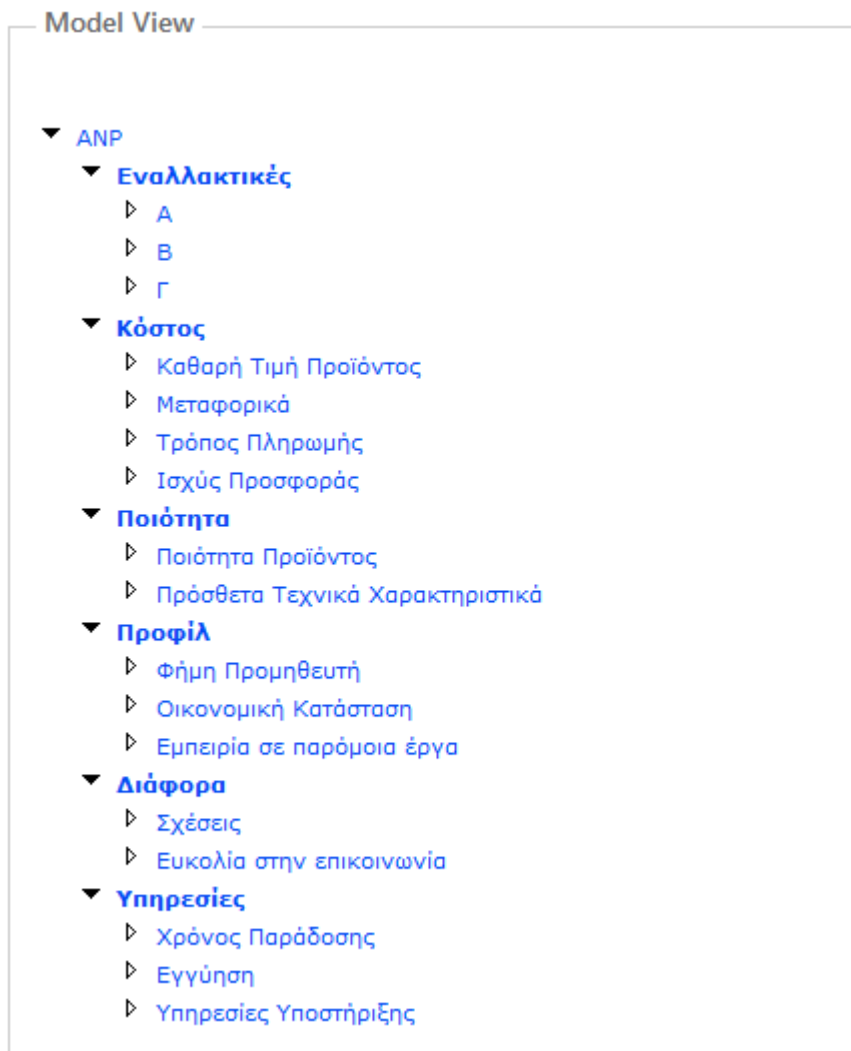 Model View
ANP
Εναλλακτικές
Α
Β
Γ
Κόστος
Καθαρή Τιμή Προϊόντος
Μεταφορικά
Τρόπος Πληρωμής
Ισχύς Προσφοράς
Ποιότητα
Ποιότητα Προϊόντος
Πρόσθετα Τεχνικά Χαρακτηριστικά
Προφίλ
Φήμη Προμηθευτή
Οικονομική Κατάσταση
Εμπειρία σε παρόμοια έργα
Διάφορα
Σχέσεις
Ευκολία στην επικοινωνία
Υπηρεσίες
Χρόνος Παράδοσης
Εγγύηση
Υπηρεσίες Υποστήριξης